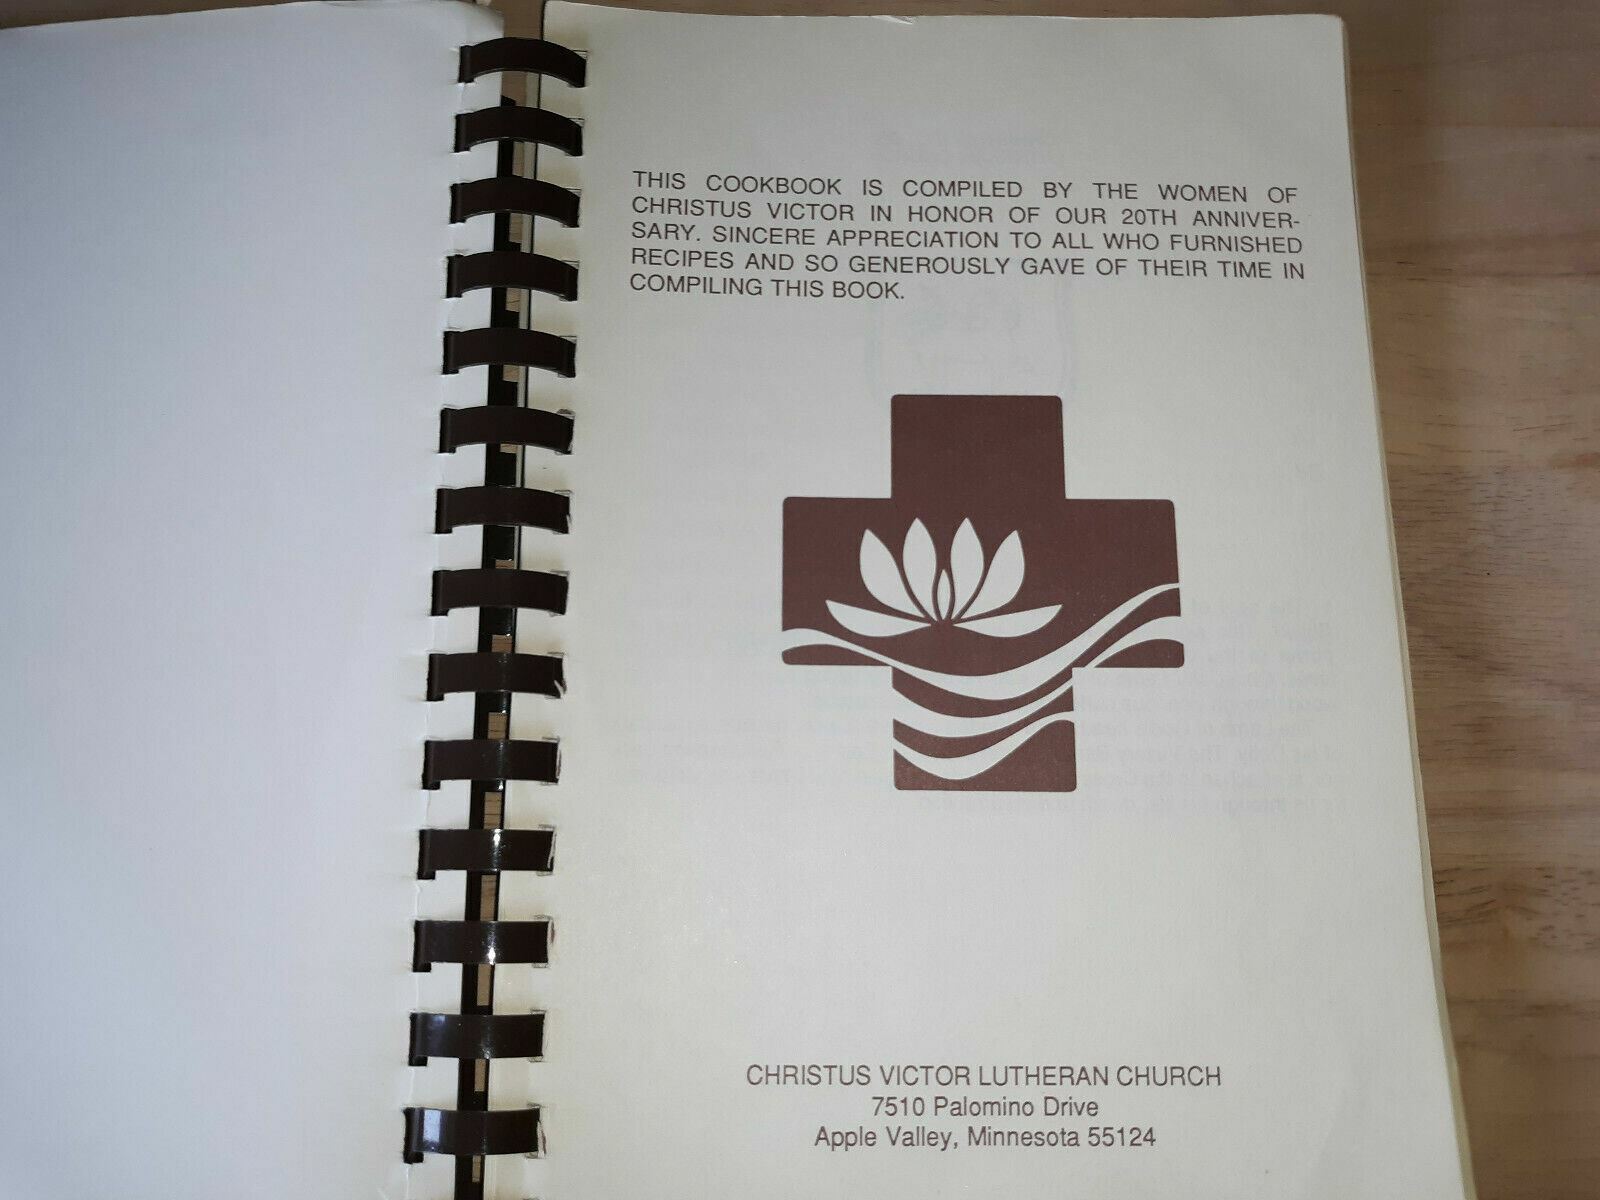 THIS COOKBOOK IS COMPILED BY THE WOMEN OF
CHRISTUS VICTOR IN HONOR OF OUR 20TH ANNIVER-
SARY. SINCERE APPRECIATION TO ALL WHO FURNISHED
RECIPES AND SO GENEROUSLY GAVE OF THEIR TIME IN
COMPILING THIS BOOK.
CHRISTUS VICTOR LUTHERAN CHURCH
7510 Palomino Drive
Apple Valley, Minnesota 55124